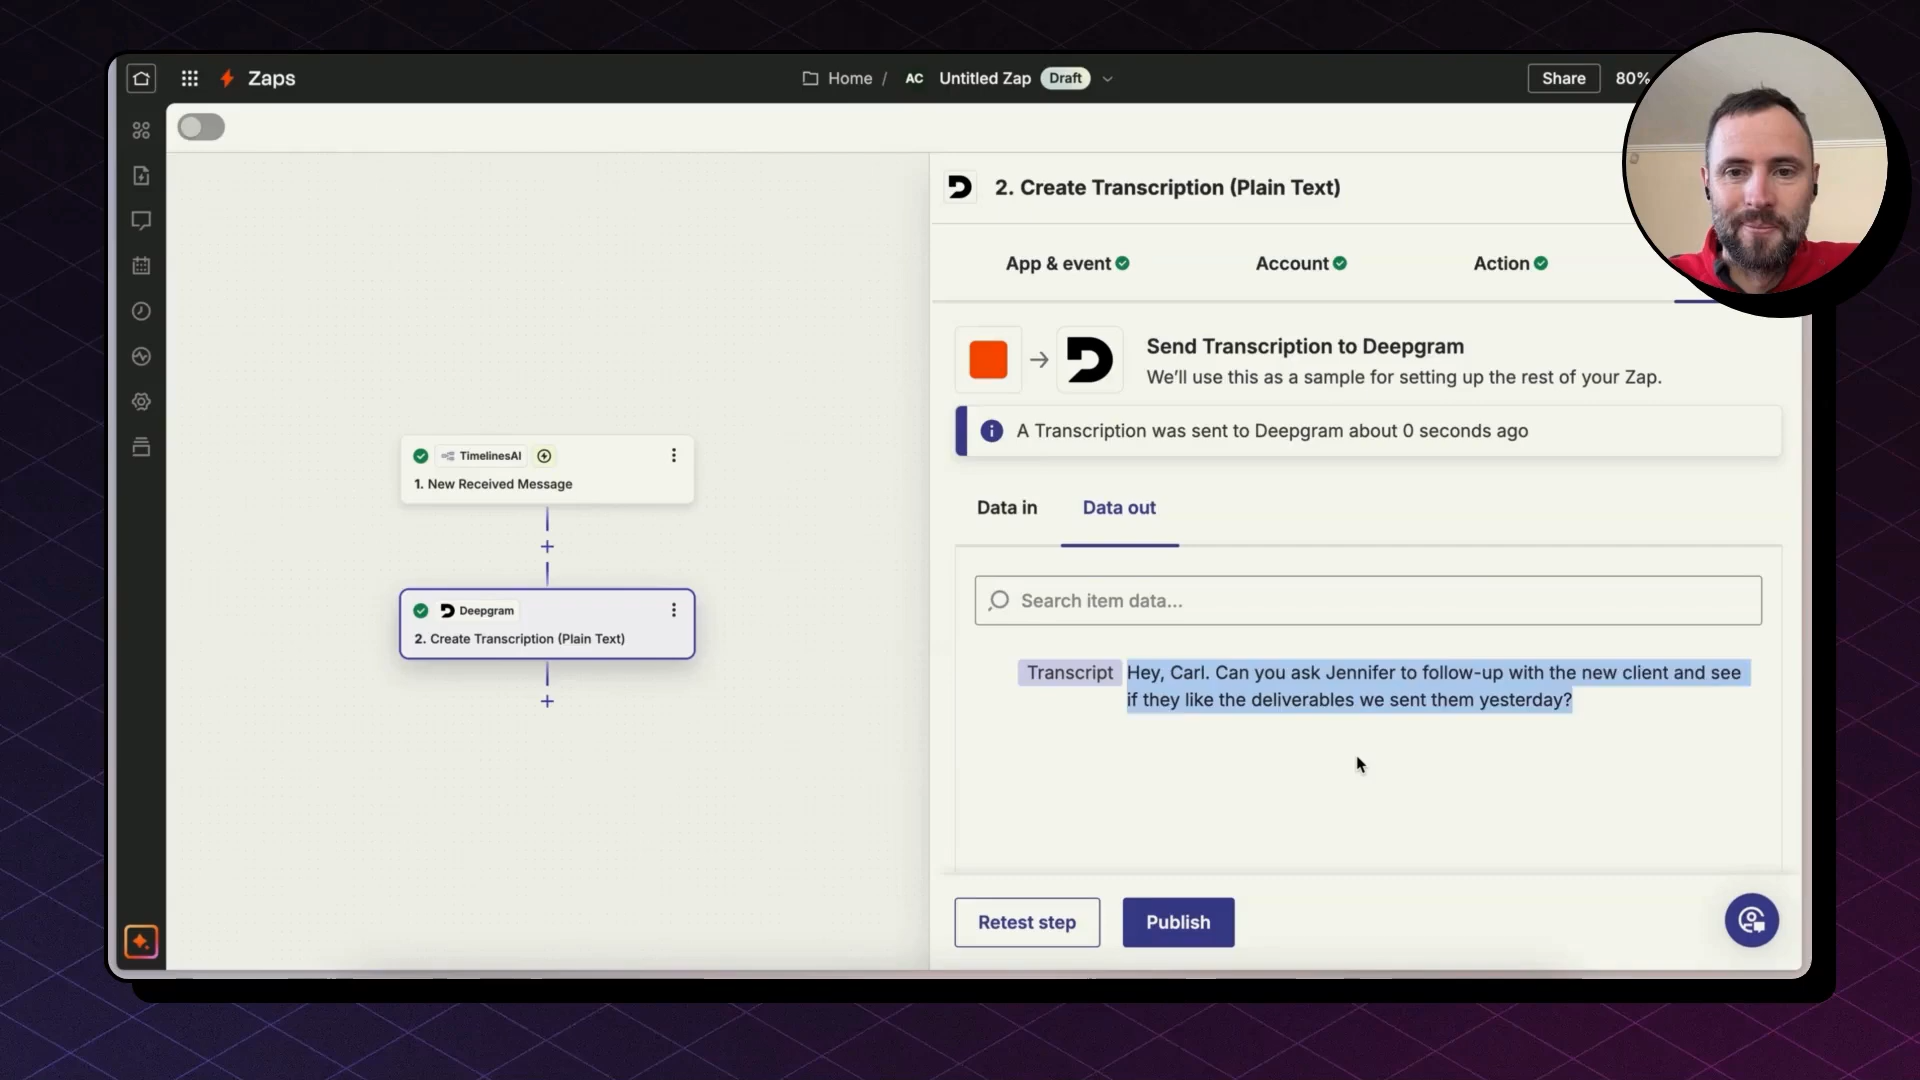 Zaps
Home / AC Untitled Zap Draft
Share 80%
2. Create Transcription (Plain Text)
App & event
Account
Action
Send Transcription to Deepgram
We'll use this as a sample for setting up the rest of your Zap.
A Transcription was sent to Deepgram about 0 seconds ago
TimelinesAI
1. New Received Message
Deepgram
2. Create Transcription (Plain Text)
Data in
Data out
Search item data...
Transcript Hey, Carl. Can you ask Jennifer to follow-up with the new client and see
if they like the deliverables we sent them yesterday?
Retest step
Publish